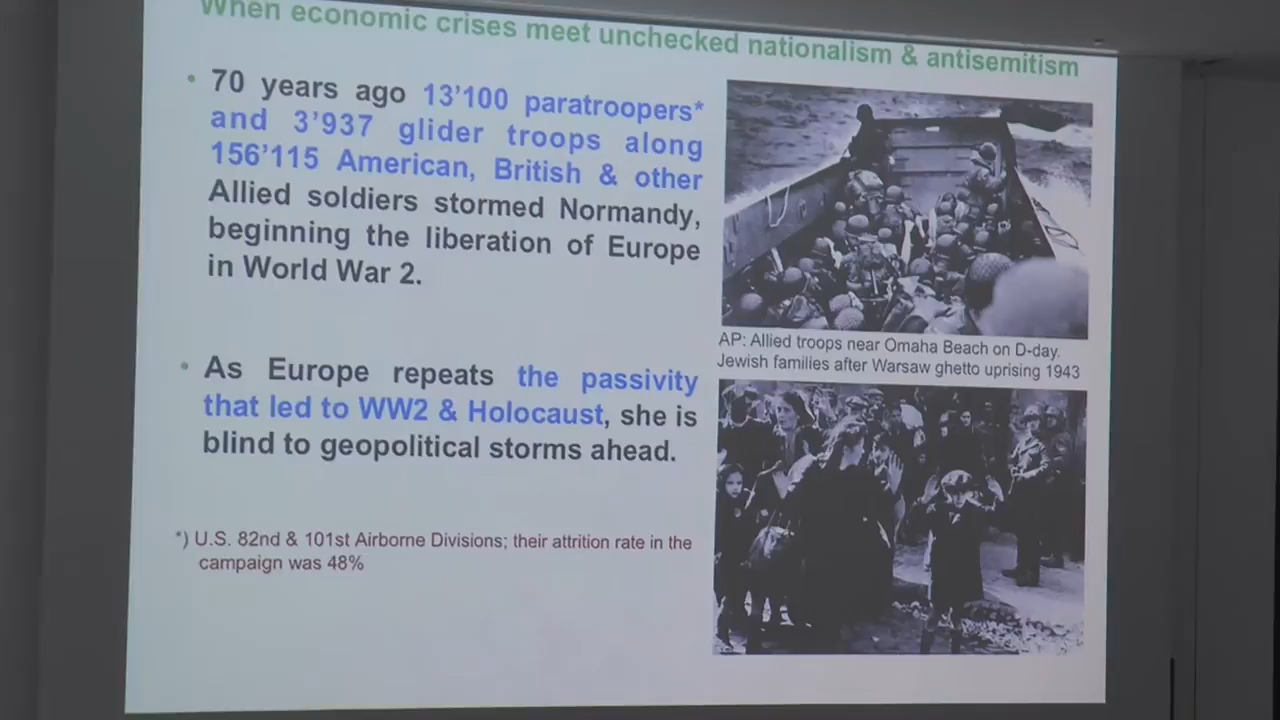 When economic crises meet unchecked nationalism & antisemitism
• 70 years ago 13'100 paratroopers*
and 3'937 glider troops along
156'115 American, British & other
Allied soldiers stormed Normandy,
beginning the liberation of Europe
in World War 2.
AP: Allied troops near Omaha Beach on D-day.
Jewish families after Warsaw ghetto uprising 1943
• As Europe repeats the passivity
that led to WW2 & Holocaust, she is
blind to geopolitical storms ahead.
*) U.S. 82nd & 101st Airborne Divisions; their attrition rate in the
campaign was 48%